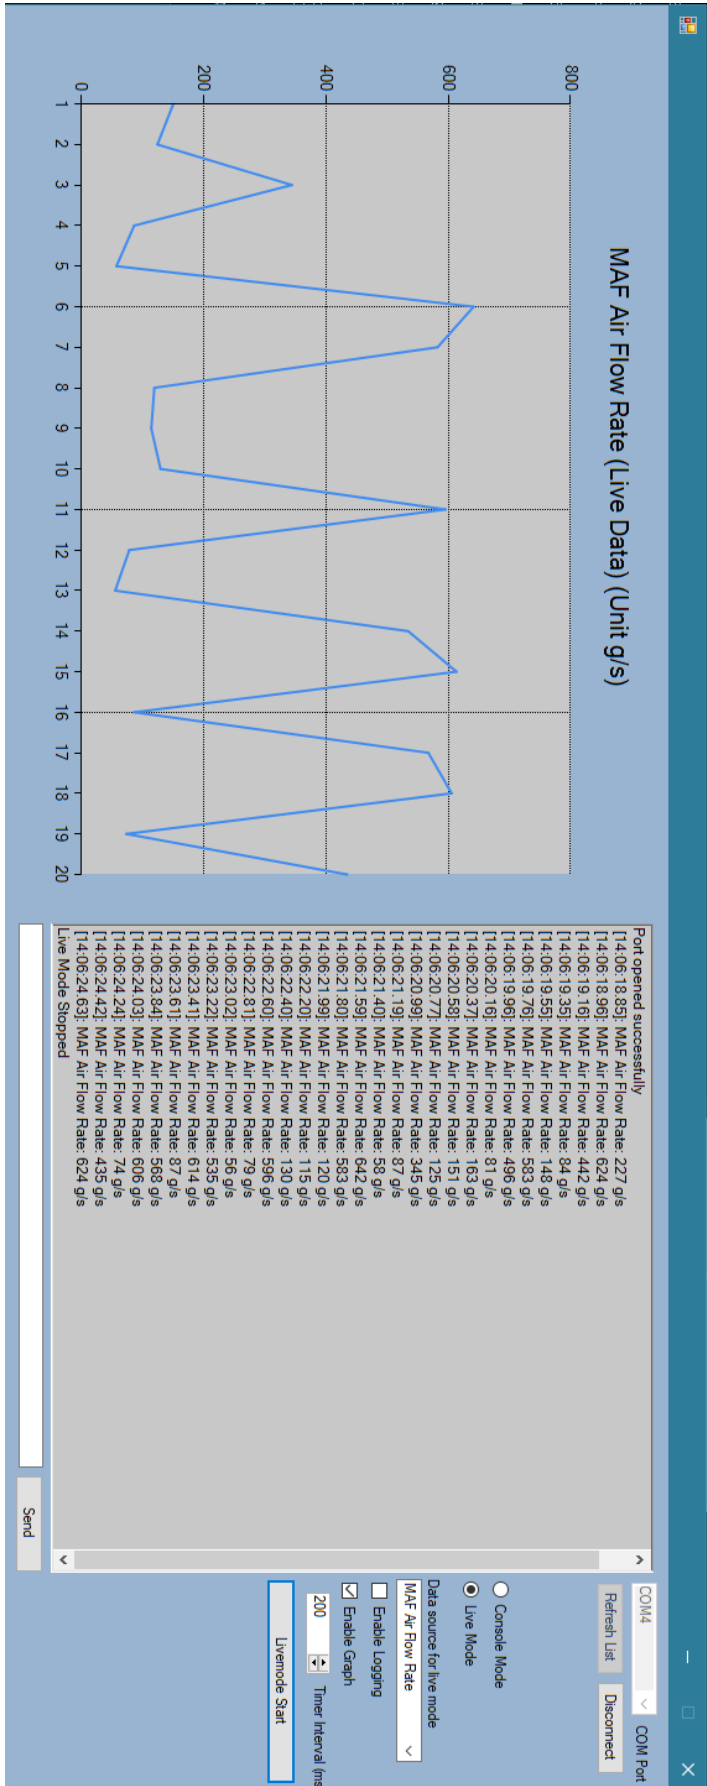 MAF Air Flow Rate (Live Data) (Unit g/s)
800
600
400
200
0
1 2 3 4 5 6 7 8 9 10 11 12 13 14 15 16 17 18 19 20
Port opened successfully
[14:06:18.85]: MAF Air Flow Rate: 227 g/s
[14:06:18.96]: MAF Air Flow Rate: 624 g/s
[14:06:19.16]: MAF Air Flow Rate: 442 g/s
[14:06:19.35]: MAF Air Flow Rate: 84 g/s
[14:06:19.55]: MAF Air Flow Rate: 148 g/s
[14:06:19.76]: MAF Air Flow Rate: 583 g/s
[14:06:19.96]: MAF Air Flow Rate: 496 g/s
[14:06:20.16]: MAF Air Flow Rate: 81 g/s
[14:06:20.37]: MAF Air Flow Rate: 163 g/s
[14:06:20.58]: MAF Air Flow Rate: 151 g/s
[14:06:20.77]: MAF Air Flow Rate: 125 g/s
[14:06:20.99]: MAF Air Flow Rate: 345 g/s
[14:06:21.19]: MAF Air Flow Rate: 87 g/s
[14:06:21.40]: MAF Air Flow Rate: 58 g/s
[14:06:21.59]: MAF Air Flow Rate: 642 g/s
[14:06:21.80]: MAF Air Flow Rate: 583 g/s
[14:06:21.99]: MAF Air Flow Rate: 120 g/s
[14:06:22.20]: MAF Air Flow Rate: 115 g/s
[14:06:22.40]: MAF Air Flow Rate: 130 g/s
[14:06:22.60]: MAF Air Flow Rate: 596 g/s
[14:06:22.81]: MAF Air Flow Rate: 79 g/s
[14:06:23.02]: MAF Air Flow Rate: 56 g/s
[14:06:23.22]: MAF Air Flow Rate: 535 g/s
[14:06:23.41]: MAF Air Flow Rate: 614 g/s
[14:06:23.61]: MAF Air Flow Rate: 87 g/s
[14:06:23.84]: MAF Air Flow Rate: 568 g/s
[14:06:24.03]: MAF Air Flow Rate: 606 g/s
[14:06:24.24]: MAF Air Flow Rate: 74 g/s
[14:06:24.42]: MAF Air Flow Rate: 435 g/s
[14:06:24.63]: MAF Air Flow Rate: 624 g/s
Live Mode Stopped
Send
COM4 COM Port
Refresh List Disconnect
Console Mode
Live Mode
Data source for live mode
MAF Air Flow Rate
Enable Logging
Enable Graph
200 Timer Interval (ms
Livemode Start